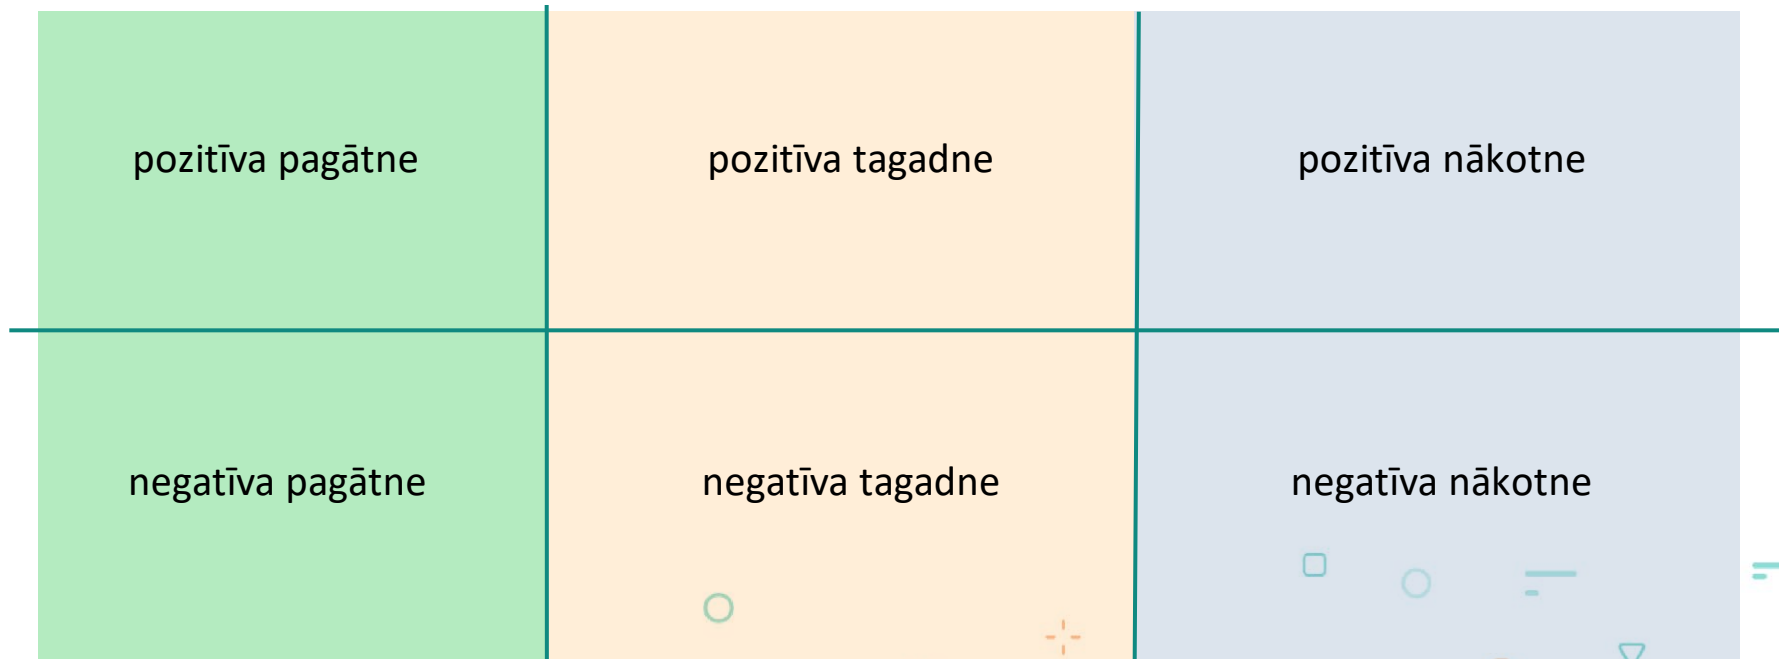 pozitīva pagātne
pozitīva tagadne
pozitīva nākotne
negatīva pagātne
negatīva tagadne
negatīva nākotne